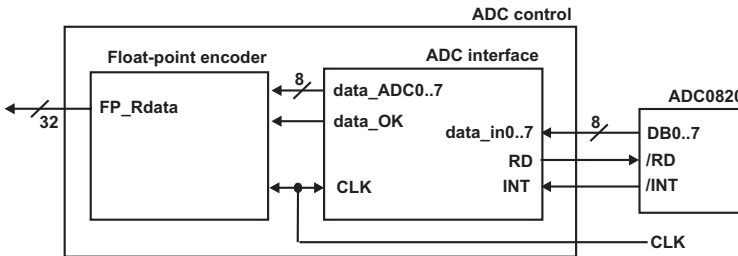 ADC control
Float-point encoder
ADC interface
8
data_ADC0..7
ADC0820
FP_Rdata
32
data_OK
8
data_in0..7
DB0..7
RD
/RD
CLK
INT
/INT
CLK